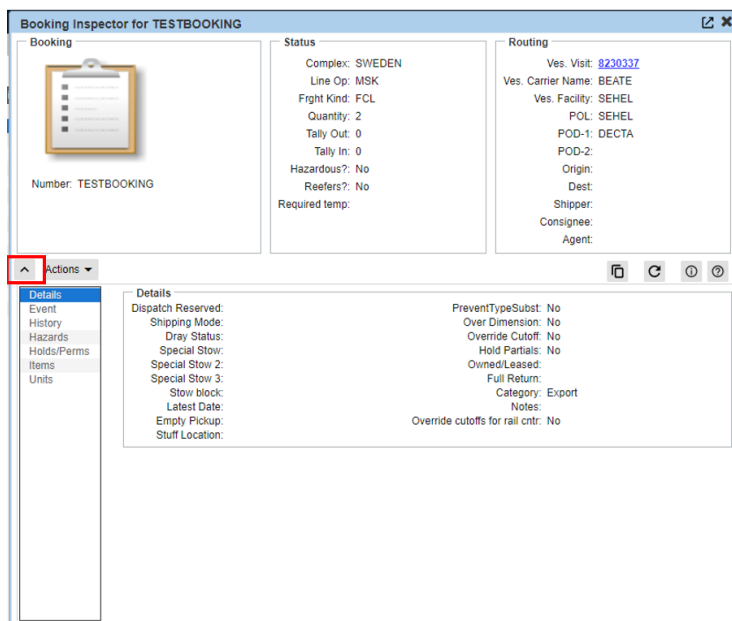 Booking Inspector for TESTBOOKING
Booking
Number: TESTBOOKING
Status
Complex: SWEDEN
Line Op: MSK
Frght Kind: FCL
Quantity: 2
Tally Out: 0
Tally In: 0
Hazardous?: No
Reefers?: No
Required temp:
Routing
Ves. Visit: 8230337
Ves. Carrier Name: BEATE
Ves. Facility: SEHEL
POL: SEHEL
POD-1: DECTA
POD-2:
Origin:
Dest:
Shipper:
Consignee:
Agent:
Actions
Details
Event
History
Hazards
Holds/Perms
Items
Units
Details
Dispatch Reserved:
Shipping Mode:
Dray Status:
Special Stow:
Special Stow 2:
Special Stow 3:
Stow block:
Latest Date:
Empty Pickup:
Stuff Location:
PreventTypeSubst: No
Over Dimension: No
Override Cutoff: No
Hold Partials: No
Owned/Leased:
Full Return:
Category: Export
Notes:
Override cutoffs for rail cntr: No